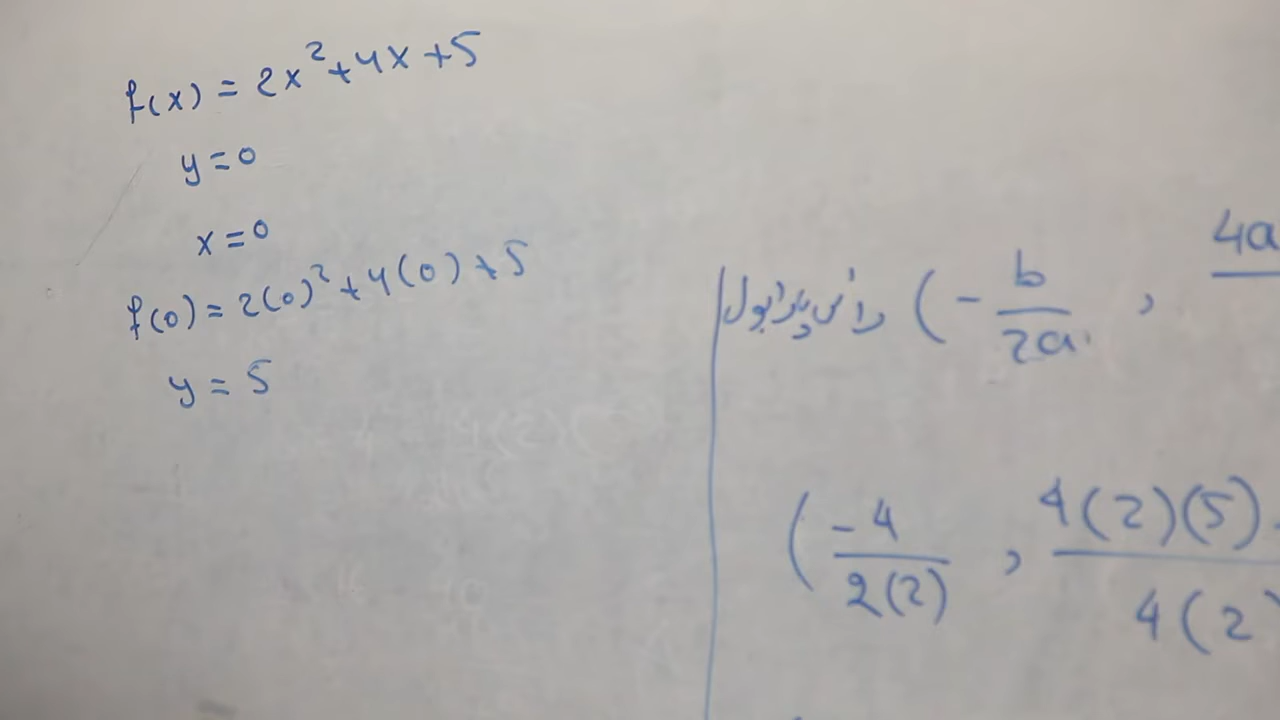 f(x) = 2x² + 4x + 5
y = 0
x = 0
f(0) = 2(0)² + 4(0) + 5
y = 5
رائس پارابول (- b/2a , 4a
(-4/2(2) , 4(2)(5) / 4(2)